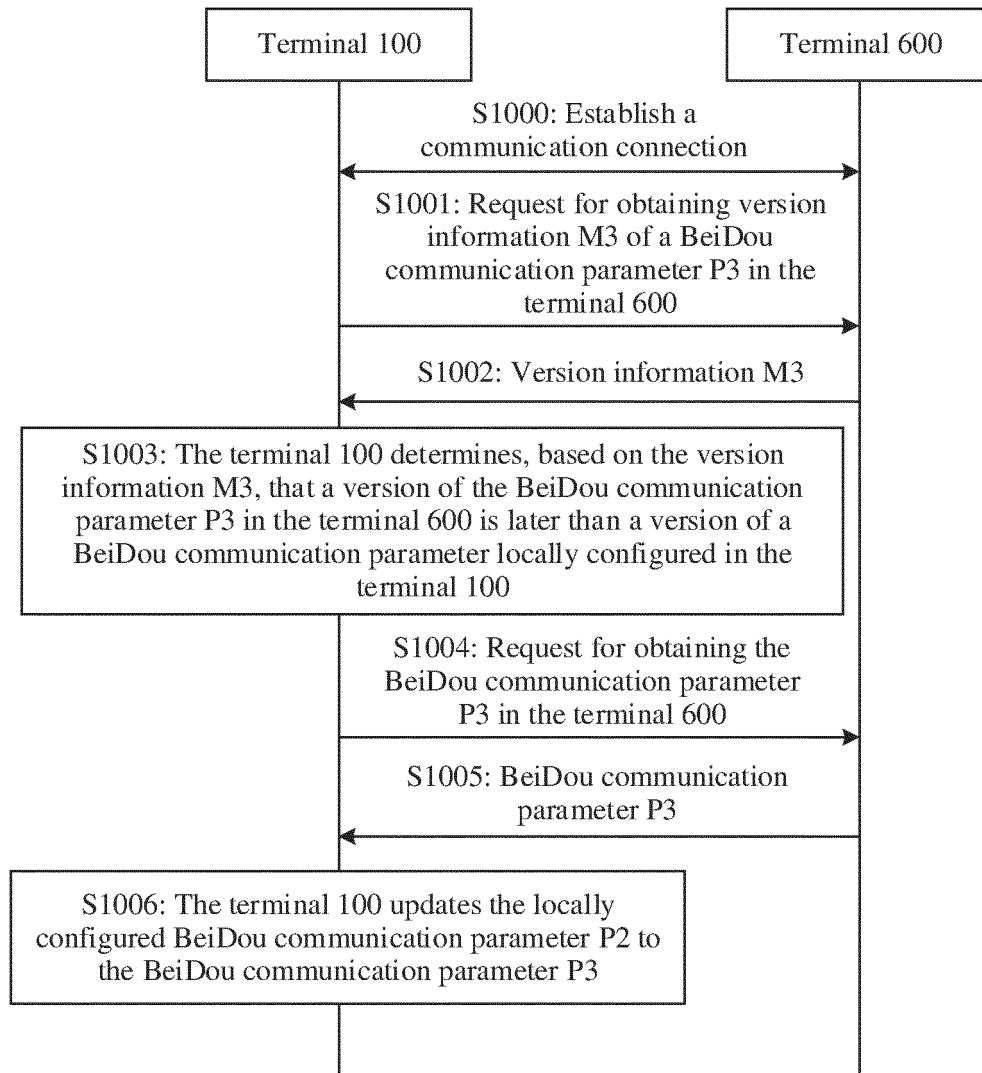 Terminal 100
Terminal 600
S1000: Establish a
communication connection
S1001: Request for obtaining version
information M3 of a BeiDou
communication parameter P3 in the
terminal 600
S1002: Version information M3
S1003: The terminal 100 determines, based on the version
information M3, that a version of the BeiDou communication
parameter P3 in the terminal 600 is later than a version of a
BeiDou communication parameter locally configured in the
terminal 100
S1004: Request for obtaining the
BeiDou communication parameter
P3 in the terminal 600
S1005: BeiDou communication
parameter P3
S1006: The terminal 100 updates the locally
configured BeiDou communication parameter P2 to
the BeiDou communication parameter P3